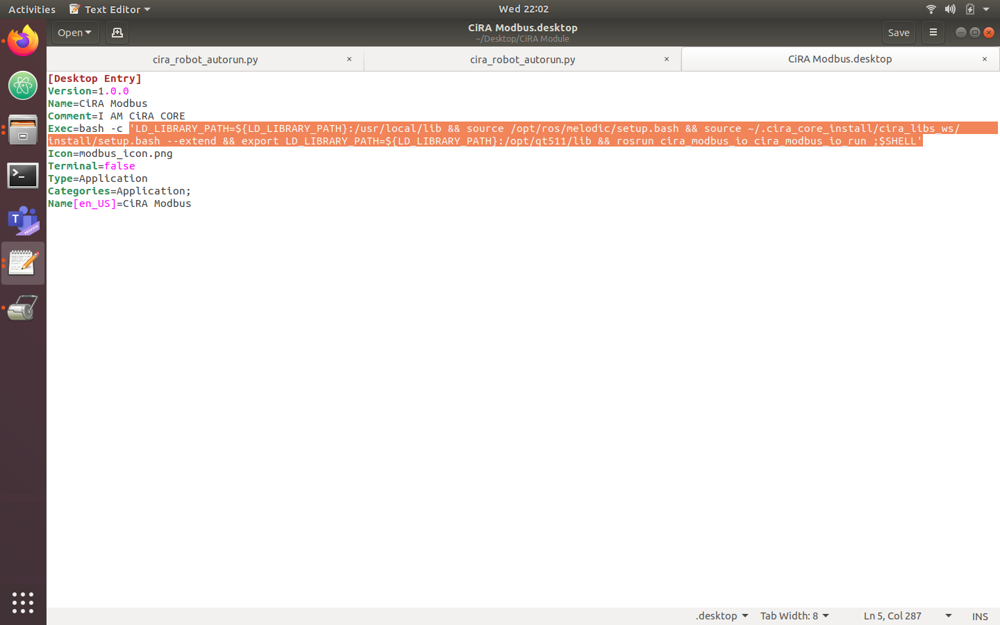 Activities
Text Editor
Wed 22:02
Open
CiRA Modbus.desktop
~/Desktop/CiRA Module
Save
cira_robot_autorun.py ×
cira_robot_autorun.py ×
CiRA Modbus.desktop ×
[Desktop Entry]
Version=1.0.0
Name=CiRA Modbus
Comment=I AM CiRA CORE
Exec=bash -c 'LD_LIBRARY_PATH=${LD_LIBRARY_PATH}:/usr/local/lib && source /opt/ros/melodic/setup.bash && source ~/.cira_core_install/cira_libs_ws/
install/setup.bash --extend && export LD_LIBRARY_PATH=${LD_LIBRARY_PATH}:/opt/qt511/lib && rosrun cira_modbus_io cira_modbus_io_run ;$SHELL'
Icon=modbus_icon.png
Terminal=false
Type=Application
Categories=Application;
Name[en_US]=CiRA Modbus
T
PREVIEW
.desktop
Tab Width: 8
Ln 5, Col 287
INS